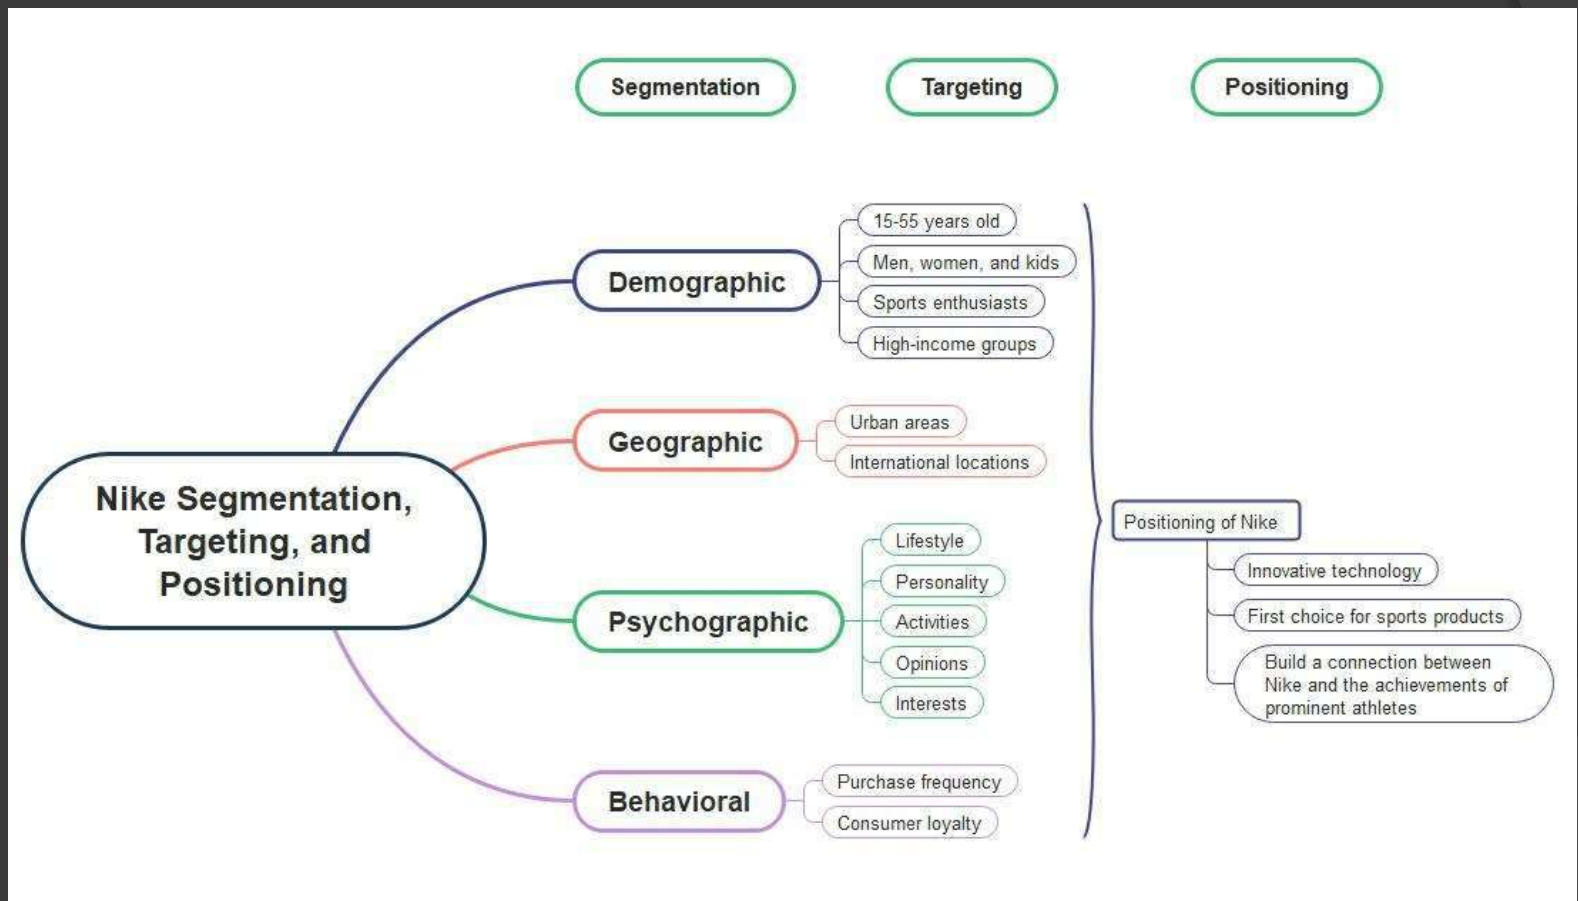 Segmentation
Targeting
Positioning
Nike Segmentation,
Targeting, and
Positioning
Demographic
15-55 years old
Men, women, and kids
Sports enthusiasts
High-income groups
Geographic
Urban areas
International locations
Psychographic
Lifestyle
Personality
Activities
Opinions
Interests
Behavioral
Purchase frequency
Consumer loyalty
Positioning of Nike
Innovative technology
First choice for sports products
Build a connection between
Nike and the achievements of
prominent athletes